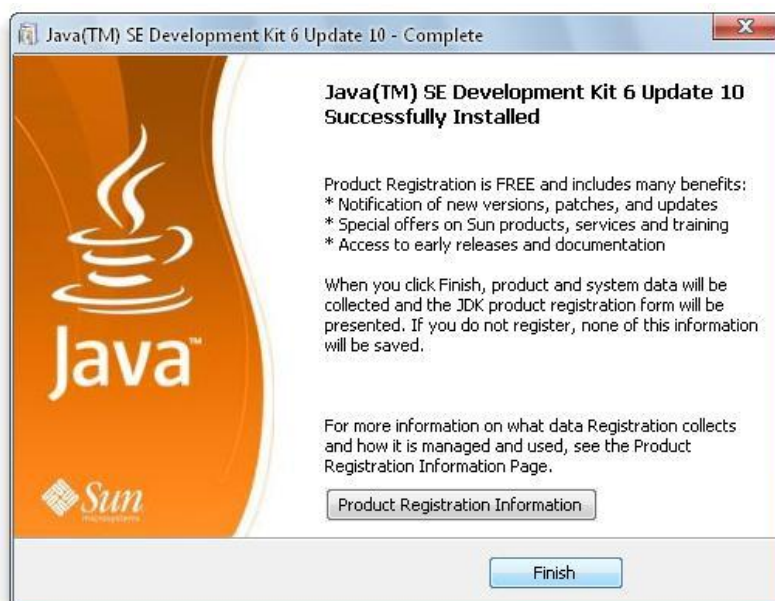 Java(TM) SE Development Kit 6 Update 10 - Complete
Java(TM) SE Development Kit 6 Update 10
Successfully Installed
Product Registration is FREE and includes many benefits:
* Notification of new versions, patches, and updates
* Special offers on Sun products, services and training
* Access to early releases and documentation
When you click Finish, product and system data will be
collected and the JDK product registration form will be
presented. If you do not register, none of this information
will be saved.
Java™
For more information on what data Registration collects
and how it is managed and used, see the Product
Registration Information Page.
Sun
microsystems
Product Registration Information
Finish